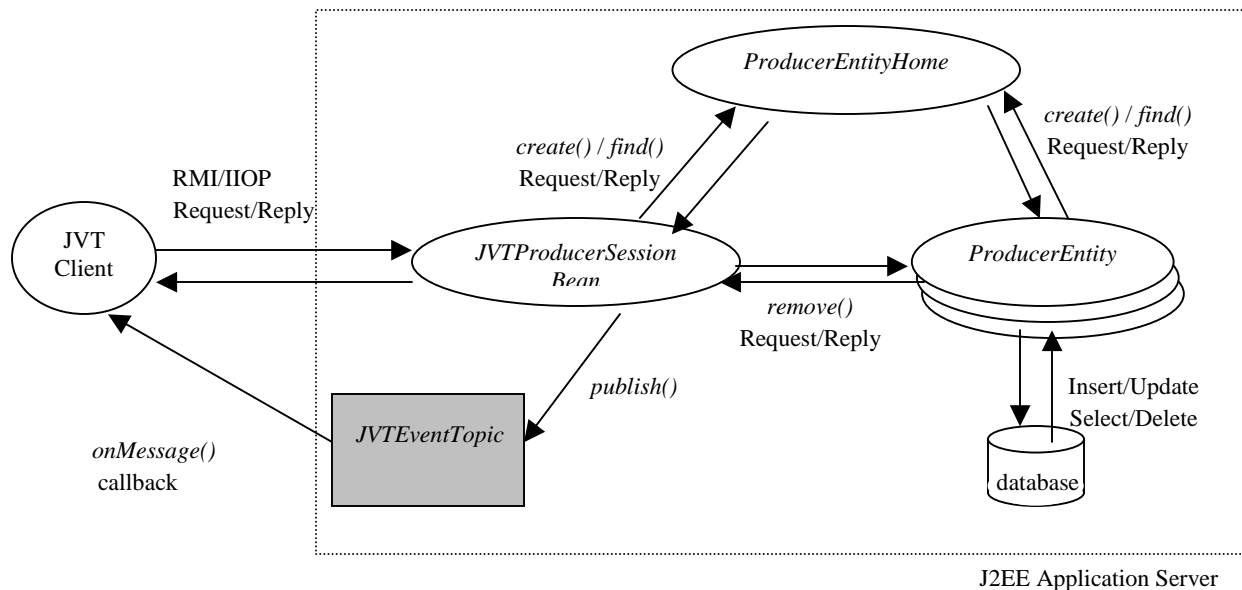 ProducerEntityHome
create() / find()
Request/Reply
create() / find()
Request/Reply
RMI/IIOP
Request/Reply
JVT
Client
JVTProducerSession
Bean
ProducerEntity
remove()
Request/Reply
publish()
JVTEventTopic
onMessage()
callback
Insert/Update
Select/Delete
database
J2EE Application Server